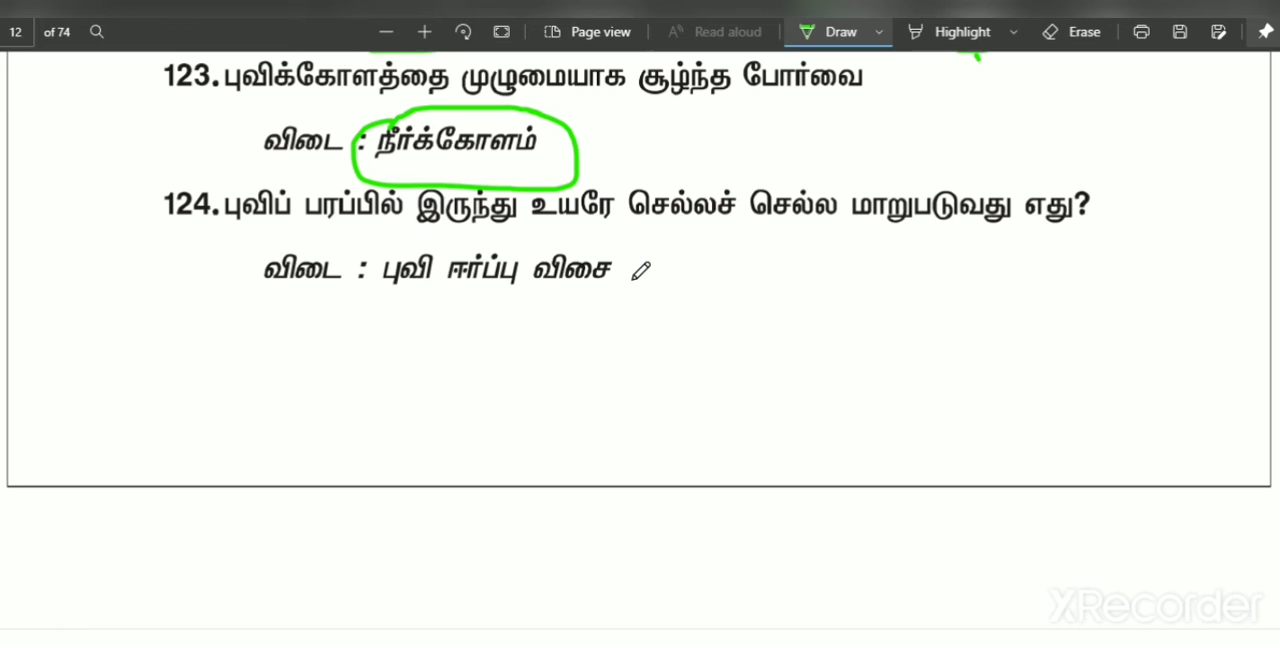 12 of 74 Page view Read aloud Draw Highlight Erase
123. புவிக்கோளத்தை முழுமையாக சூழ்ந்த போர்வை
விடை : நீர்க்கோளம்
124. புவிப் பரப்பில் இருந்து உயரே செல்லச் செல்ல மாறுபடுவது எது?
விடை : புவி ஈர்ப்பு விசை
XRecorder